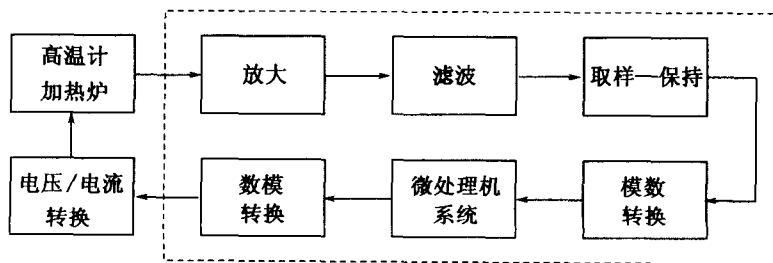 高温计
加热炉
放大
滤波
取样—保持
电压/电流
转换
数模
转换
微处理机
系统
模数
转换